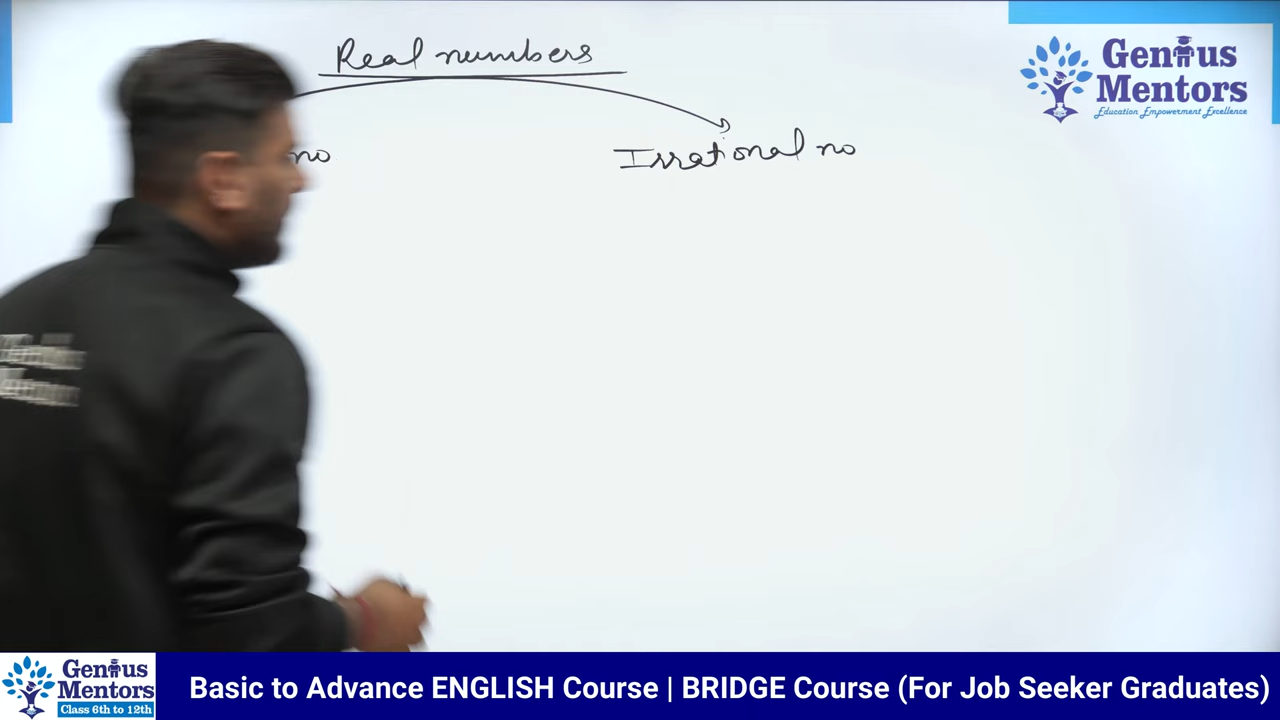 Real numbers
no
Irrational no
Genius
Mentors
Education Empowerment Excellence
Genius
Mentors
Class 6th to 12th
Basic to Advance ENGLISH Course | BRIDGE Course (For Job Seeker Graduates)